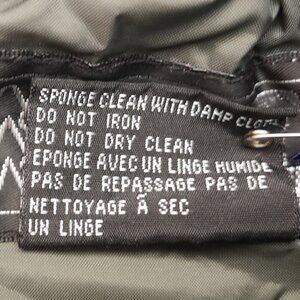 SPONGE CLEAN WITH DAMP CLOTH
DO NOT IRON
DO NOT DRY CLEAN
EPONGE AVEC UN LINGE HUMIDE
PAS DE REPASSAGE PAS DE
NETTOYAGE Â SEC
UN LINGE